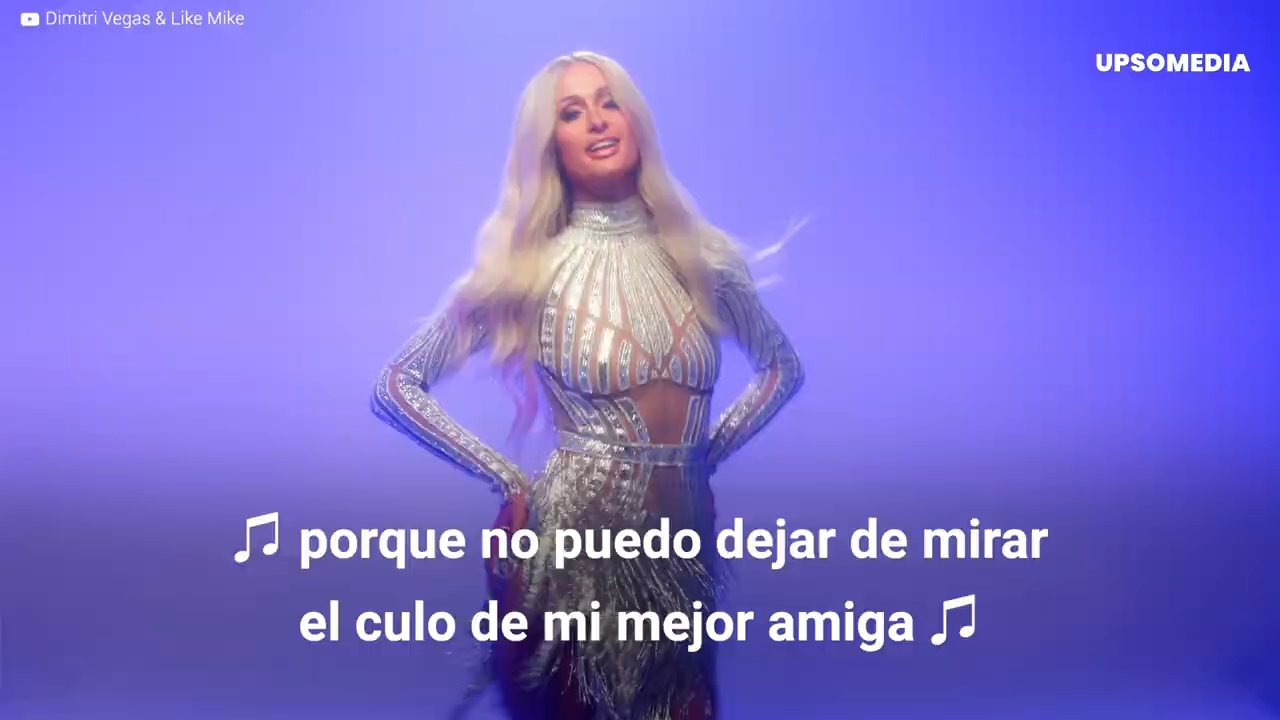 Dimitri Vegas & Like Mike
UPSOMEDIA
♫ porque no puedo dejar de mirar
el culo de mi mejor amiga ♫